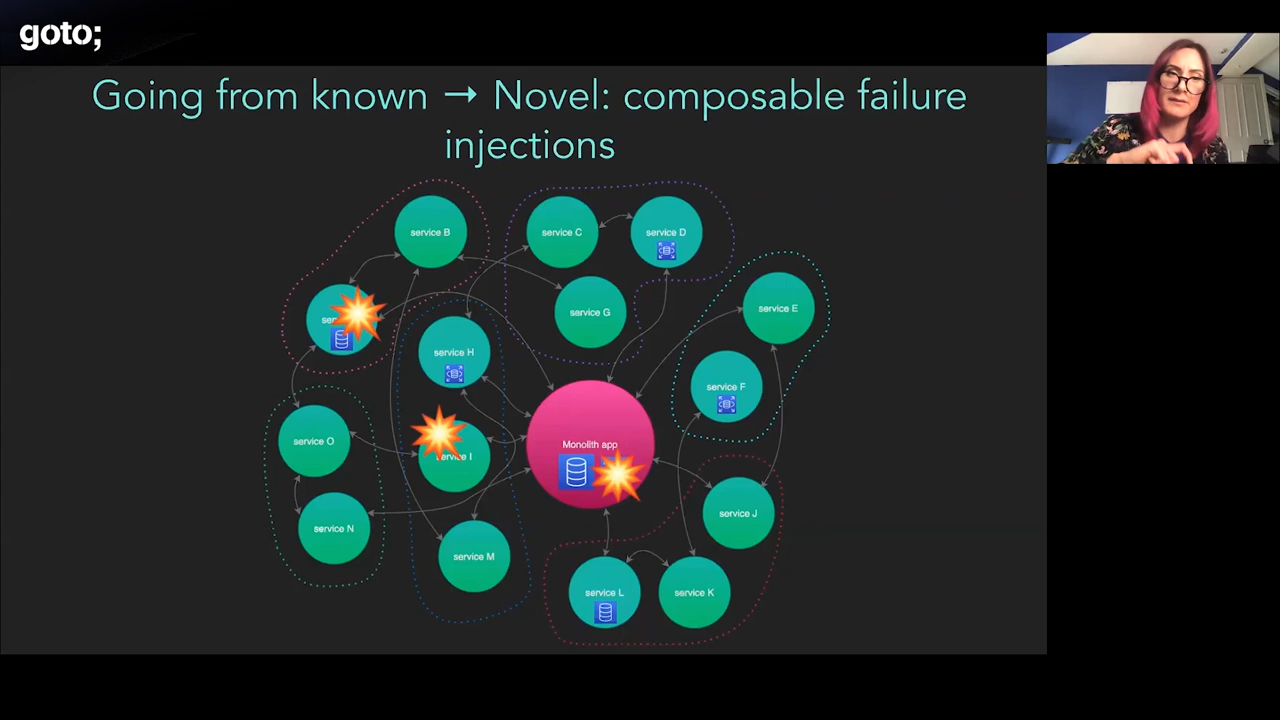 goto;
Going from known → Novel: composable failure
injections
service B
service C
service D
service G
service E
service H
service F
service O
Monolith app
service I
service N
service J
service M
service L
service K